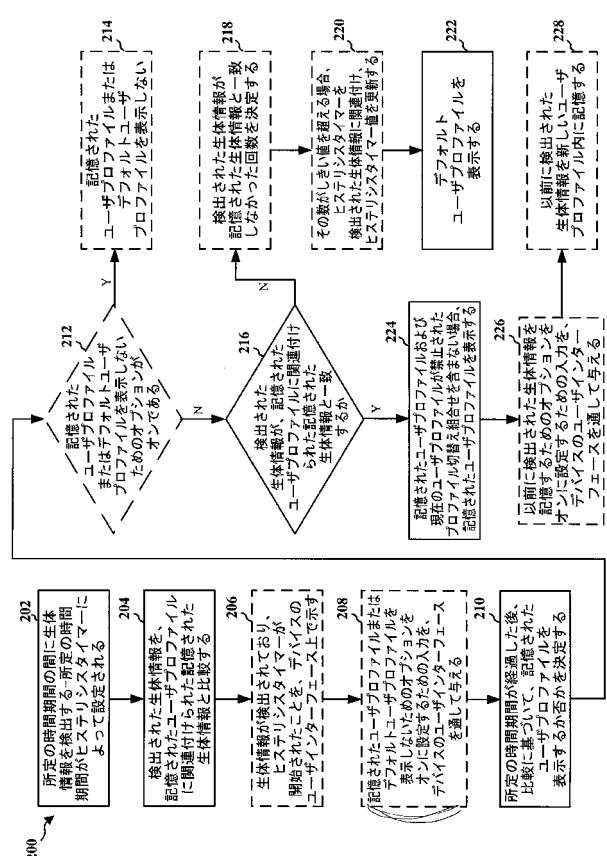 200
202
所定の時間期間の間に生体
情報を検出する-所定の時間
期間がヒステリシスタイマーに
よって設定される
204
検出された生体情報を、
記憶されたユーザプロファイル
に関連付けられた記憶された
生体情報と比較する
206
生体情報が検出されており、
ヒステリシスタイマーが
開始されたことを、デバイスの
ユーザインターフェース上で示す
208
記憶されたユーザプロファイルまたは
デフォルトユーザプロファイルを
表示しないためのオプションを
オンに設定するための入力を、
デバイスのユーザインターフェース
を通して与える
210
所定の時間期間が経過した後、
比較に基づいて、記憶された
ユーザプロファイルを
表示するか否かを決定する
212
記憶された
ユーザプロファイル
またはデフォルトユーザ
プロファイルを表示しない
ためのオプションが
オンである
Y
N
214
記憶された
ユーザプロファイルまたは
デフォルトユーザ
プロファイルを表示しない
216
検出された
生体情報が、記憶された
ユーザプロファイルに関連付け
られた記憶された
生体情報と一致
するか
N
Y
218
検出された生体情報が
記憶された生体情報と一致
しなかった回数を決定する
220
その数がしきい値を超える場合、
ヒステリシスタイマーを
検出された生体情報に関連付け、
ヒステリシスタイマー値を更新する
222
デフォルト
ユーザプロファイルを
表示する
224
記憶されたユーザプロファイルおよび
現在のユーザプロファイルが禁止された
プロファイル切替え組合せを含まない場合、
記憶されたユーザプロファイルを表示する
226
以前に検出された生体情報を
記憶するためのオプションを
オンに設定するための入力を、
デバイスのユーザインター
フェースを通して与える
228
以前に検出された
生体情報を新しいユーザ
プロファイル内に記憶する